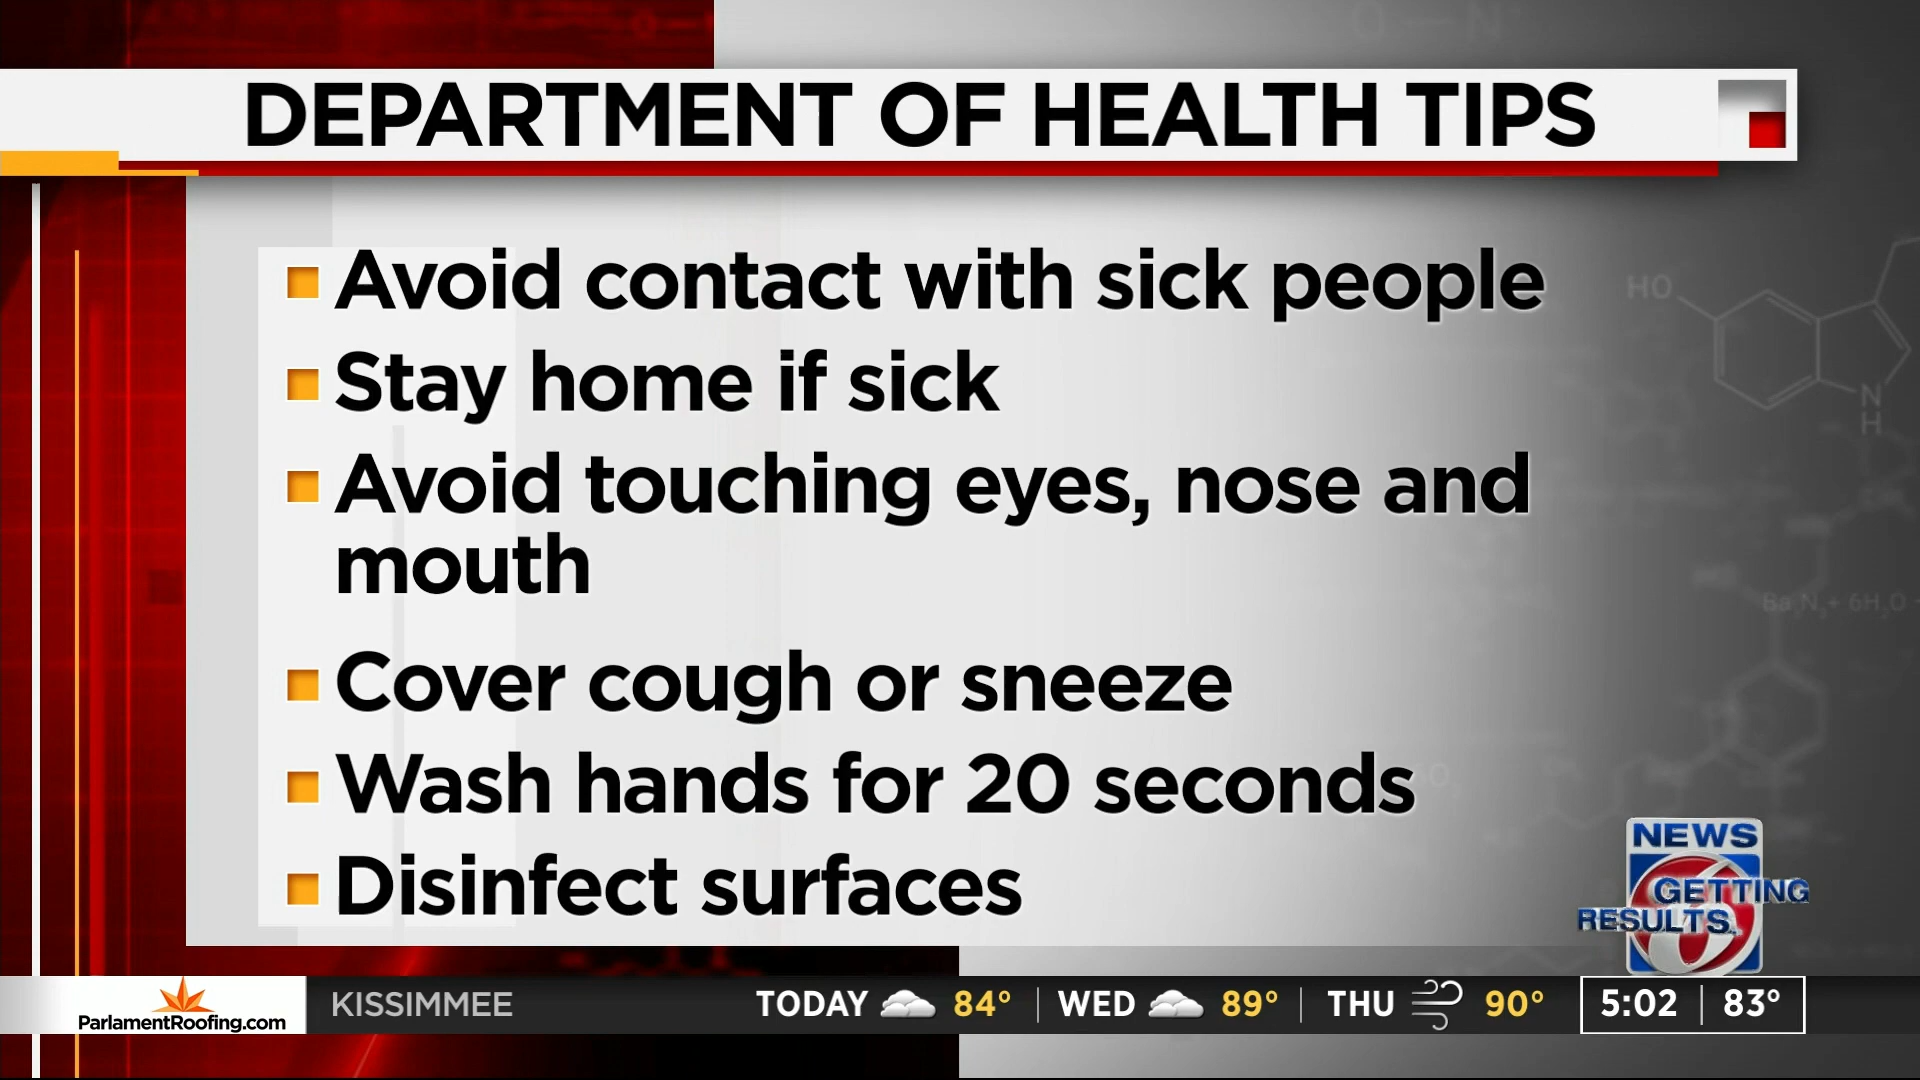 DEPARTMENT OF HEALTH TIPS
Avoid contact with sick people
Stay home if sick
Avoid touching eyes, nose and
mouth
Cover cough or sneeze
Wash hands for 20 seconds
Disinfect surfaces
HO
N
H
NEWS
6
GETTING
RESULTS.
ParlamentRoofing.com
KISSIMMEE
TODAY 84° WED 89° THU 90°
5:02 83°